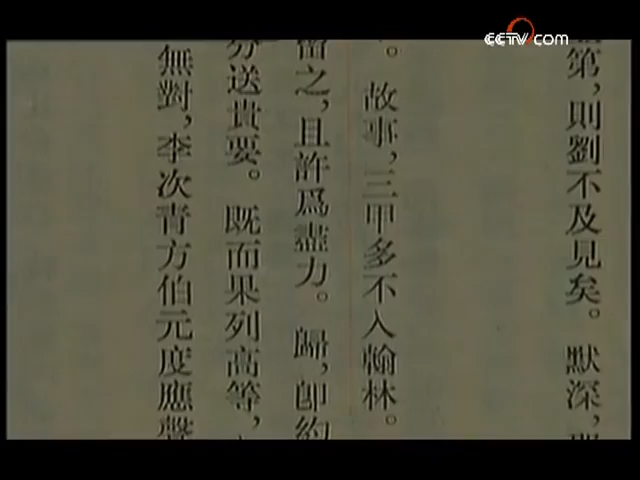 第，則劉不及見矣。默深，
。故事，三甲多不入翰林。
留之，且許爲盡力。歸，卽約
分送貴要。既而果列高等，
無對，李次青方伯元度應聲
CCTV.com